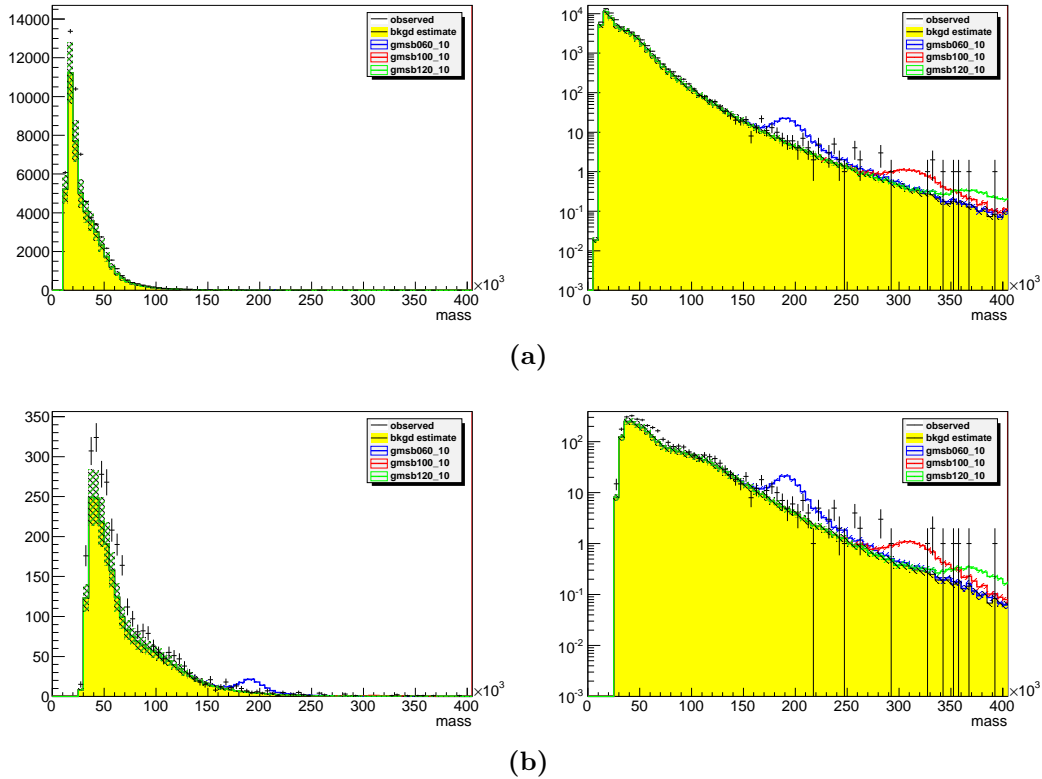 14000
12000
10000
8000
6000
4000
2000
0
0 50 100 150 200 250 300 350 400
×10³
mass
observed
bkgd estimate
gmsb060_10
gmsb100_10
gmsb120_10
10⁴
10³
10²
10
1
10⁻¹
10⁻²
10⁻³
0 50 100 150 200 250 300 350 400
×10³
mass
observed
bkgd estimate
gmsb060_10
gmsb100_10
gmsb120_10
(a)
350
300
250
200
150
100
50
0
0 50 100 150 200 250 300 350 400
×10³
mass
observed
bkgd estimate
gmsb060_10
gmsb100_10
gmsb120_10
10²
10
1
10⁻¹
10⁻²
10⁻³
0 50 100 150 200 250 300 350 400
×10³
mass
observed
bkgd estimate
gmsb060_10
gmsb100_10
gmsb120_10
(b)